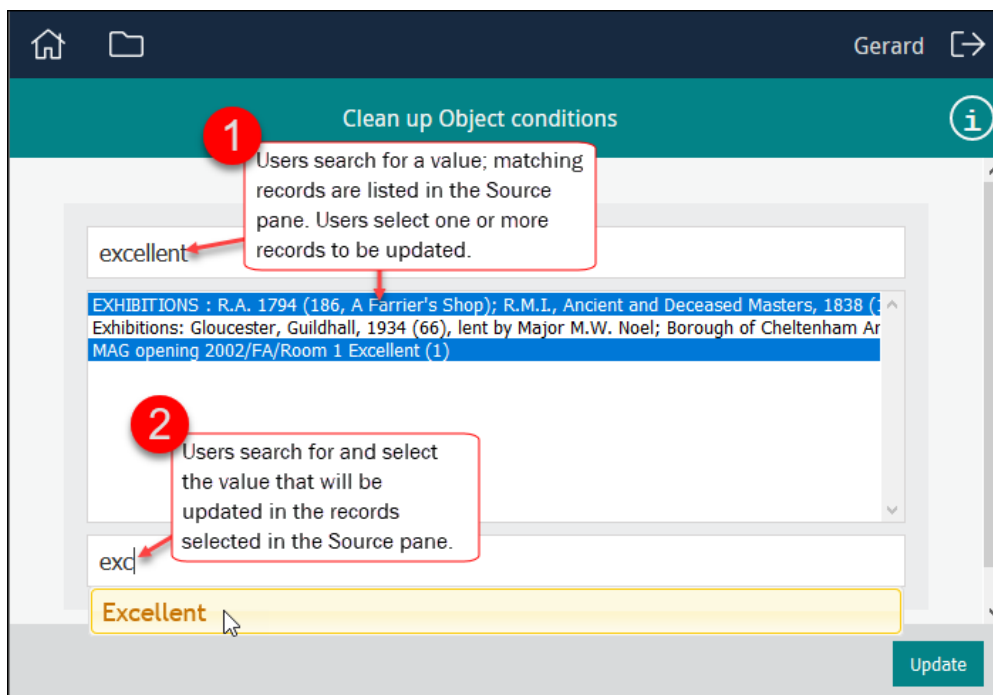 Gerard
Clean up Object conditions
1
Users search for a value; matching
records are listed in the Source
pane. Users select one or more
records to be updated.
excellent
EXHIBITIONS : R.A. 1794 (186, A Farrier's Shop); R.M.I., Ancient and Deceased Masters, 1838 (
Exhibitions: Gloucester, Guildhall, 1934 (66), lent by Major M.W. Noel; Borough of Cheltenham Ar
MAG opening 2002/FA/Room 1 Excellent (1)
2
Users search for and select
the value that will be
updated in the records
selected in the Source pane.
exc
Excellent
Update